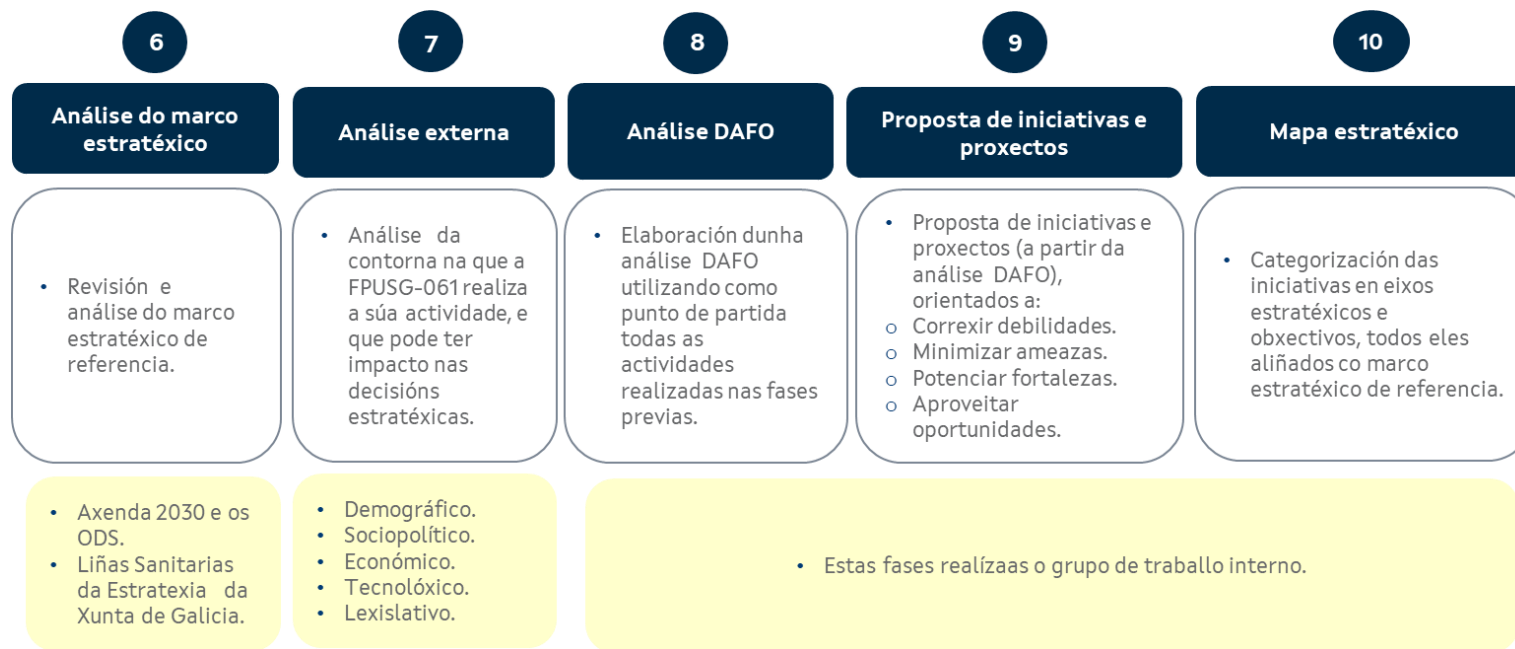 6
Análise do marco
estratéxico
• Revisión e
análise do marco
estratéxico de
referencia.
• Axenda 2030 e os
ODS.
• Liñas Sanitarias
da Estratexia da
Xunta de Galicia.
7
Análise externa
• Análise da
contorna na que a
FPUSG-061 realiza
a súa actividade, e
que pode ter
impacto nas
decisións
estratéxicas.
• Demográfico.
• Sociopolítico.
• Económico.
• Tecnolóxico.
• Lexislativo.
8
Análise DAFO
• Elaboración dunha
análise DAFO
utilizando como
punto de partida
todas as
actividades
realizadas nas fases
previas.
9
Proposta de iniciativas e
proxectos
• Proposta de iniciativas e
proxectos (a partir da
análise DAFO),
orientados a:
o Correxir debilidades.
o Minimizar ameazas.
o Potenciar fortalezas.
o Aproveitar
oportunidades.
10
Mapa estratéxico
• Categorización das
iniciativas en eixos
estratéxicos e
obxectivos, todos eles
aliñados co marco
estratéxico de referencia.
• Estas fases realízaas o grupo de traballo interno.